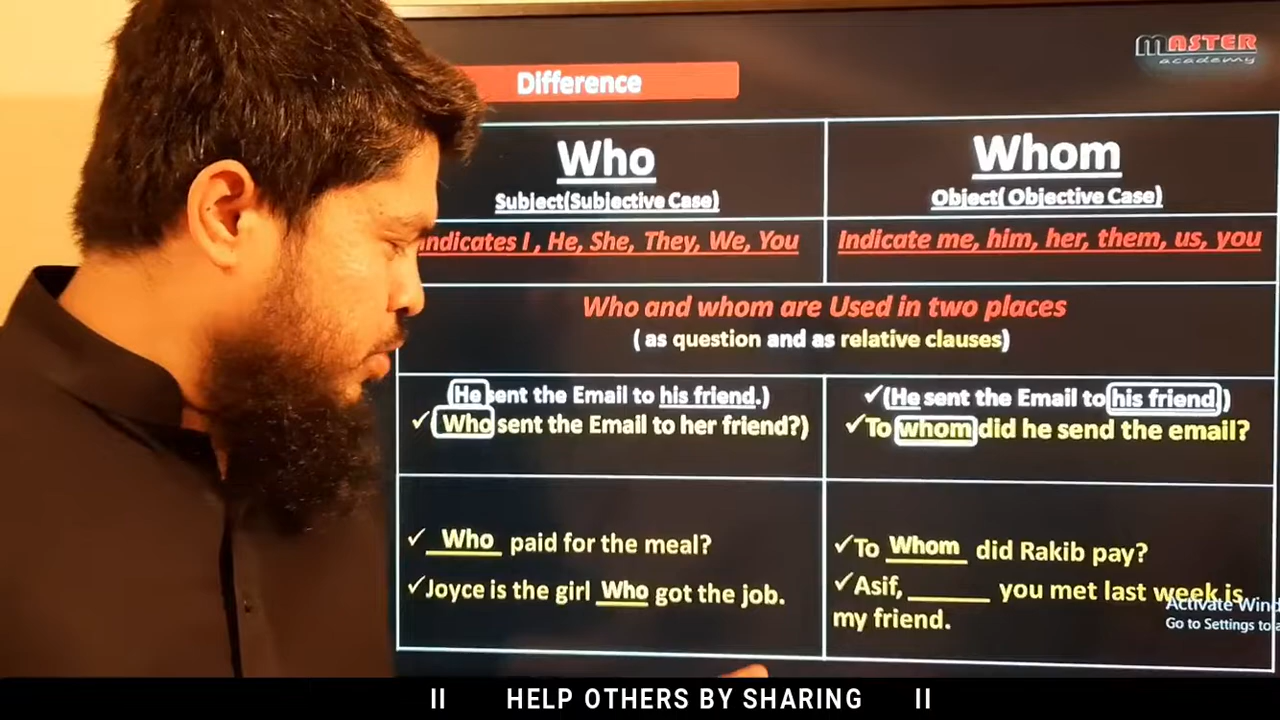 MASTER
academy
Difference
Who
Subject(Subjective Case)
Whom
Object( Objective Case)
Indicates I , He, She, They, We, You
Indicate me, him, her, them, us, you
Who and whom are Used in two places
( as question and as relative clauses)
(He sent the Email to his friend.)
✓( Who sent the Email to her friend?)
✓(He sent the Email to his friend.)
✓To whom did he send the email?
✓ Who paid for the meal?
✓Joyce is the girl Who got the job.
✓To Whom did Rakib pay?
✓Asif, ______ you met last week is
my friend.
Activate Wind
Go to Settings to a
II HELP OTHERS BY SHARING II